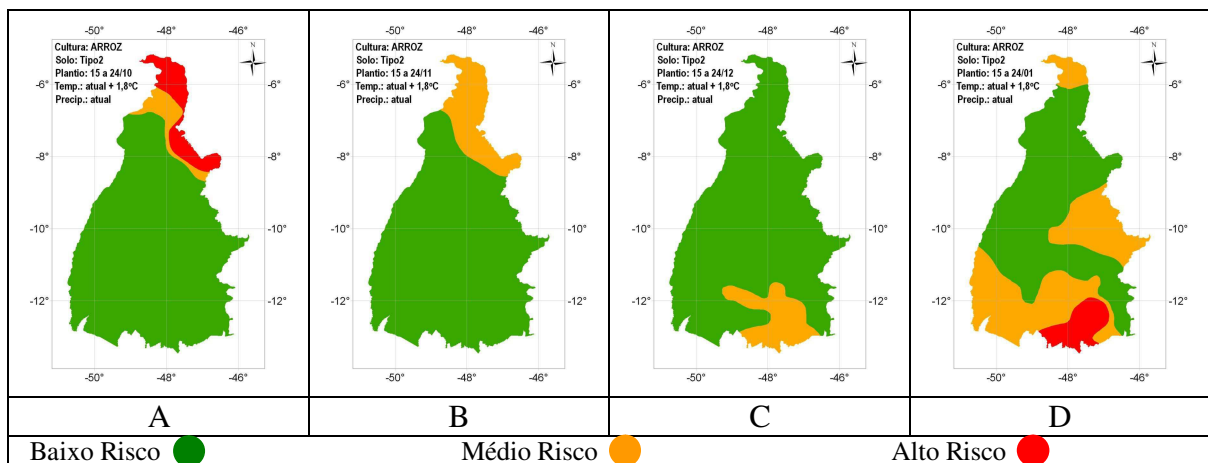 -50° -48° -46°
N
Cultura: ARROZ
Solo: Tipo2
Plantio: 15 a 24/10
Temp.: atual + 1,8ºC
Precip.: atual
-6° -6°
-8° -8°
-10° -10°
-12° -12°
-50° -48° -46°
A
-50° -48° -46°
N
Cultura: ARROZ
Solo: Tipo2
Plantio: 15 a 24/11
Temp.: atual + 1,8ºC
Precip.: atual
-6° -6°
-8° -8°
-10° -10°
-12° -12°
-50° -48° -46°
B
-50° -48° -46°
N
Cultura: ARROZ
Solo: Tipo2
Plantio: 15 a 24/12
Temp.: atual + 1,8ºC
Precip.: atual
-6° -6°
-8° -8°
-10° -10°
-12° -12°
-50° -48° -46°
C
-50° -48° -46°
N
Cultura: ARROZ
Solo: Tipo2
Plantio: 15 a 24/01
Temp.: atual + 1,8ºC
Precip.: atual
-6° -6°
-8° -8°
-10° -10°
-12° -12°
-50° -48° -46°
D
Baixo Risco Médio Risco Alto Risco